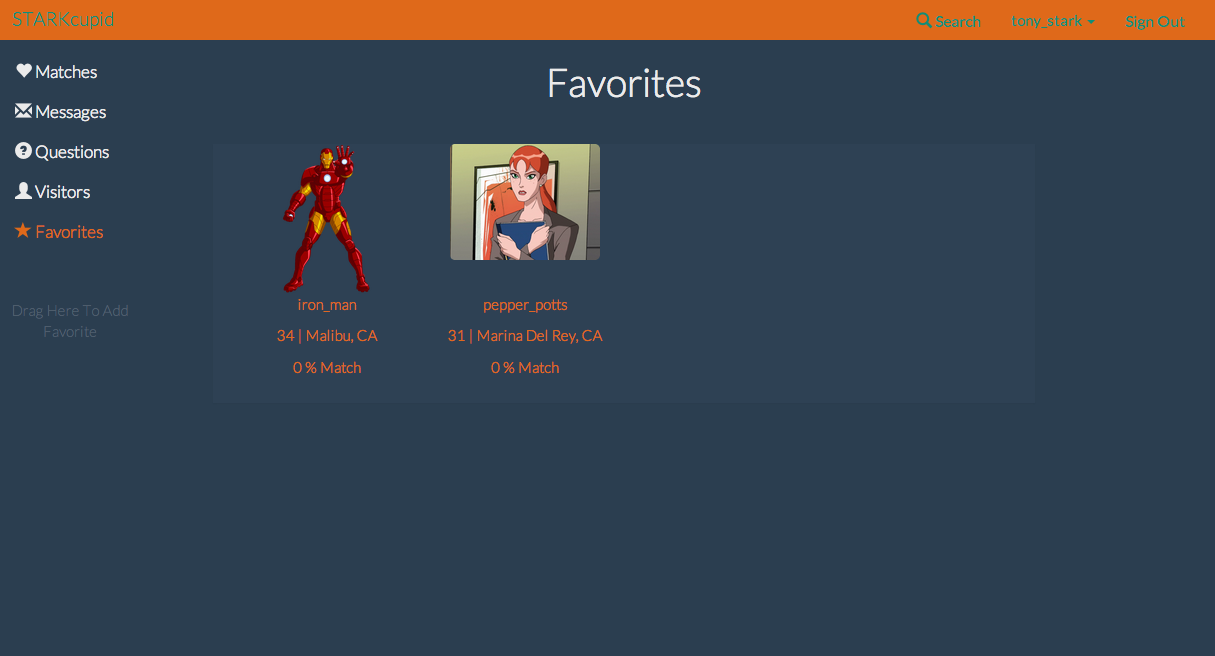 STARKcupid
Search
tony_stark
Sign Out
Matches
Messages
Questions
Visitors
Favorites
Drag Here To Add
Favorite
Favorites
iron_man
34 | Malibu, CA
0 % Match
pepper_potts
31 | Marina Del Rey, CA
0 % Match